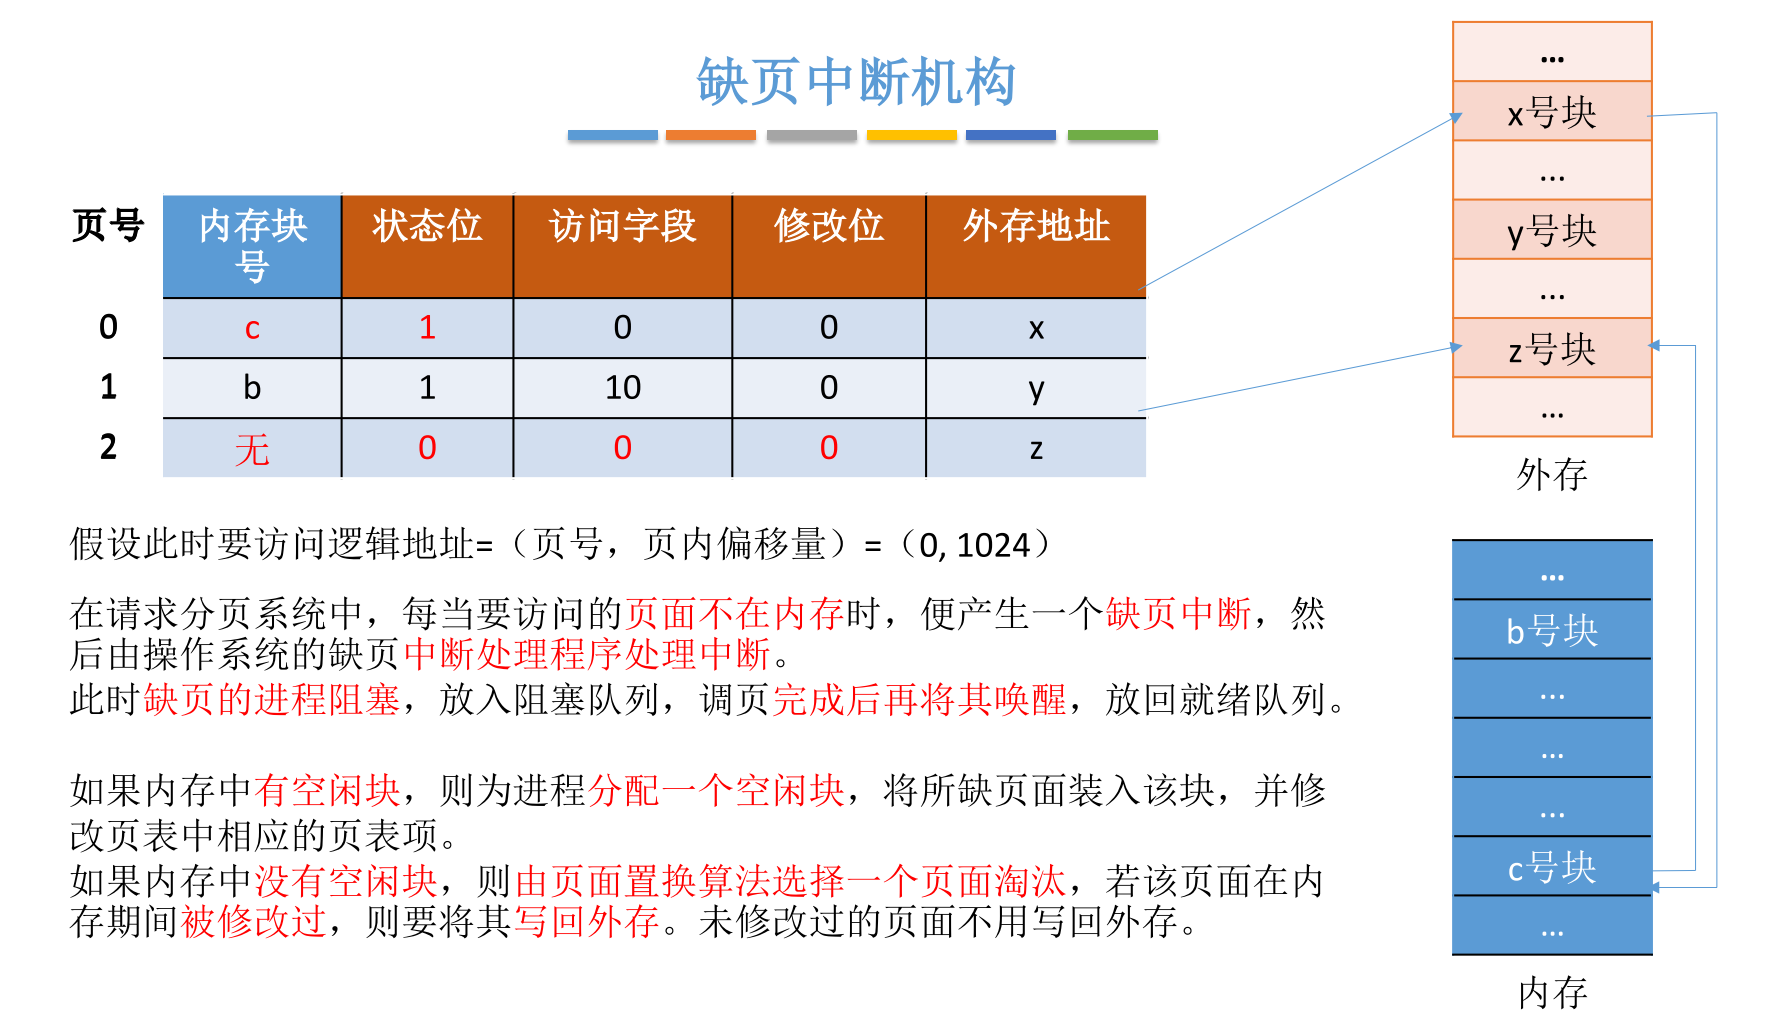 缺页中断机构
页号 内存块号 状态位 访问字段 修改位 外存地址
0 c 1 0 0 x
1 b 1 10 0 y
2 无 0 0 0 z
假设此时要访问逻辑地址=（页号，页内偏移量）=（0, 1024）
在请求分页系统中，每当要访问的页面不在内存时，便产生一个缺页中断，然
后由操作系统的缺页中断处理程序处理中断。
此时缺页的进程阻塞，放入阻塞队列，调页完成后再将其唤醒，放回就绪队列。
如果内存中有空闲块，则为进程分配一个空闲块，将所缺页面装入该块，并修
改页表中相应的页表项。
如果内存中没有空闲块，则由页面置换算法选择一个页面淘汰，若该页面在内
存期间被修改过，则要将其写回外存。未修改过的页面不用写回外存。
...
x号块
...
y号块
...
z号块
...
外存
...
b号块
...
...
...
c号块
...
内存